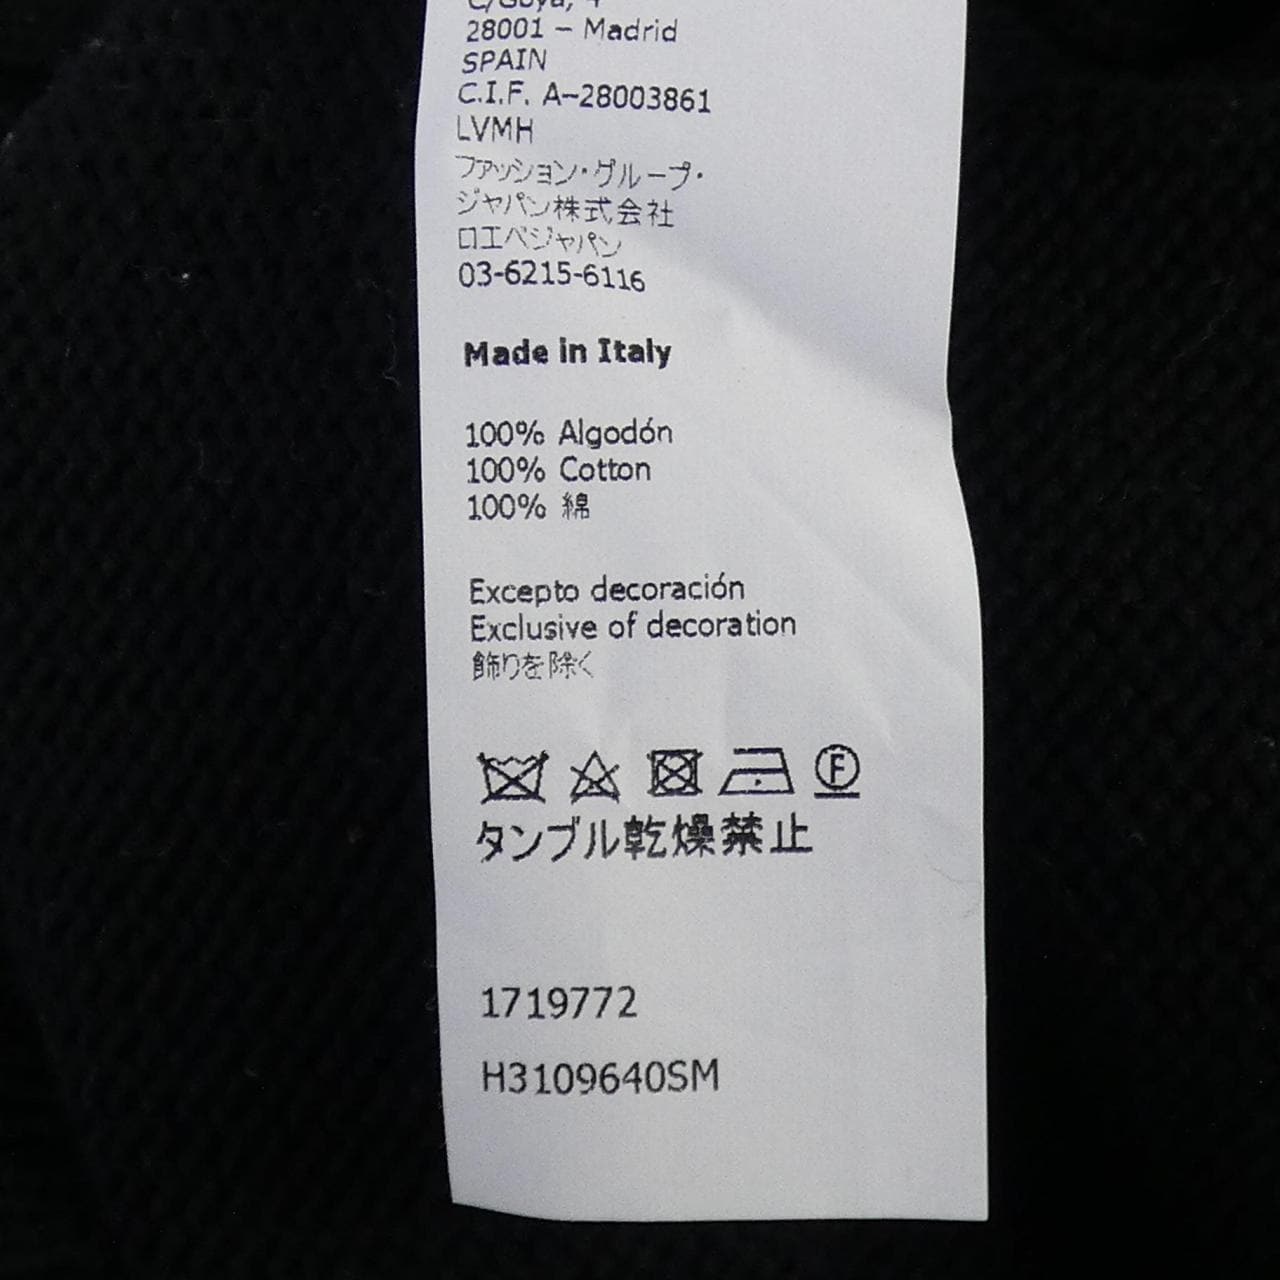 C/Goya, 4
28001 – Madrid
SPAIN
C.I.F. A–28003861
LVMH
ファッション・グループ・
ジャパン株式会社
ロエベジャパン
03-6215-6116
Made in Italy
100% Algodón
100% Cotton
100% 綿
Excepto decoración
Exclusive of decoration
飾りを除く
F
タンブル乾燥禁止
1719772
H3109640SM